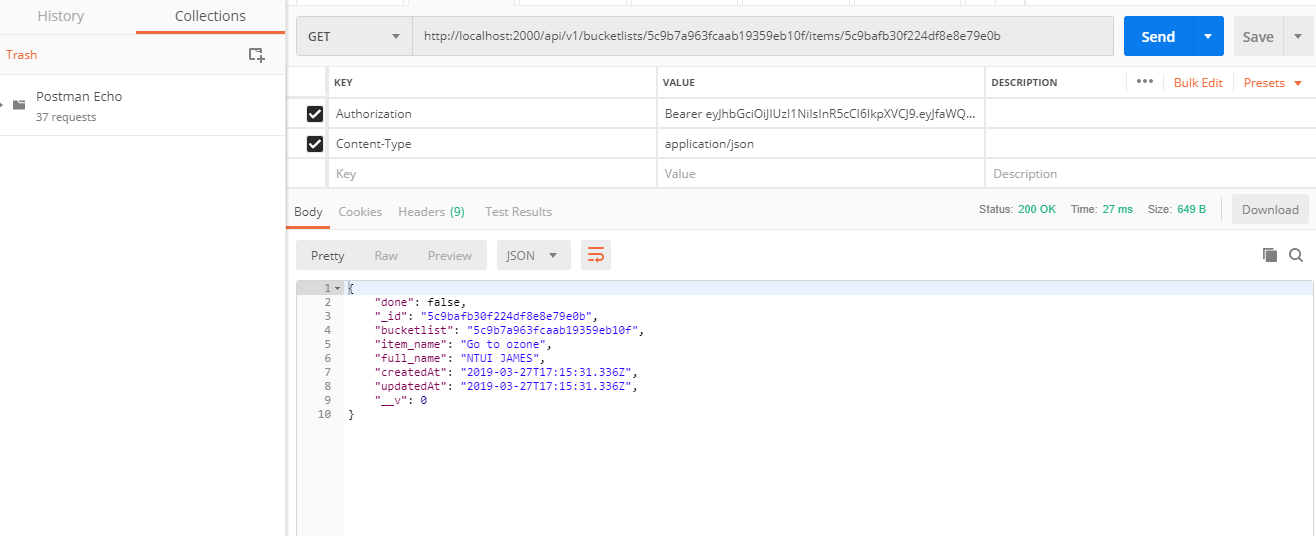 History Collections
Trash
Postman Echo
37 requests
GET http://localhost:2000/api/v1/bucketlists/5c9b7a963fcaab19359eb10f/items/5c9bafb30f224df8e8e79e0b Send Save
KEY VALUE DESCRIPTION ••• Bulk Edit Presets
Authorization Bearer eyJhbGciOiJIUzI1NiIsInR5cCI6IkpXVCJ9.eyJfaWQ...
Content-Type application/json
Key Value Description
Body Cookies Headers (9) Test Results Status: 200 OK Time: 27 ms Size: 649 B Download
Pretty Raw Preview JSON
1 {
2 "done": false,
3 "_id": "5c9bafb30f224df8e8e79e0b",
4 "bucketlist": "5c9b7a963fcaab19359eb10f",
5 "item_name": "Go to ozone",
6 "full_name": "NTUI JAMES",
7 "createdAt": "2019-03-27T17:15:31.336Z",
8 "updatedAt": "2019-03-27T17:15:31.336Z",
9 "__v": 0
10 }